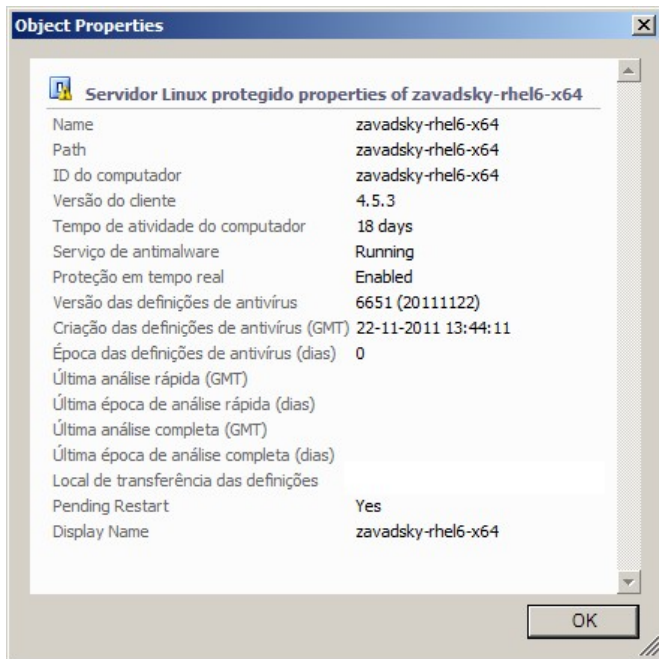 Object Properties
Servidor Linux protegido properties of zavadsky-rhel6-x64
Name zavadsky-rhel6-x64
Path zavadsky-rhel6-x64
ID do computador zavadsky-rhel6-x64
Versão do cliente 4.5.3
Tempo de atividade do computador 18 days
Serviço de antimalware Running
Proteção em tempo real Enabled
Versão das definições de antivírus 6651 (20111122)
Criação das definições de antivírus (GMT) 22-11-2011 13:44:11
Época das definições de antivírus (dias) 0
Última análise rápida (GMT)
Última época de análise rápida (dias)
Última análise completa (GMT)
Última época de análise completa (dias)
Local de transferência das definições
Pending Restart Yes
Display Name zavadsky-rhel6-x64
OK